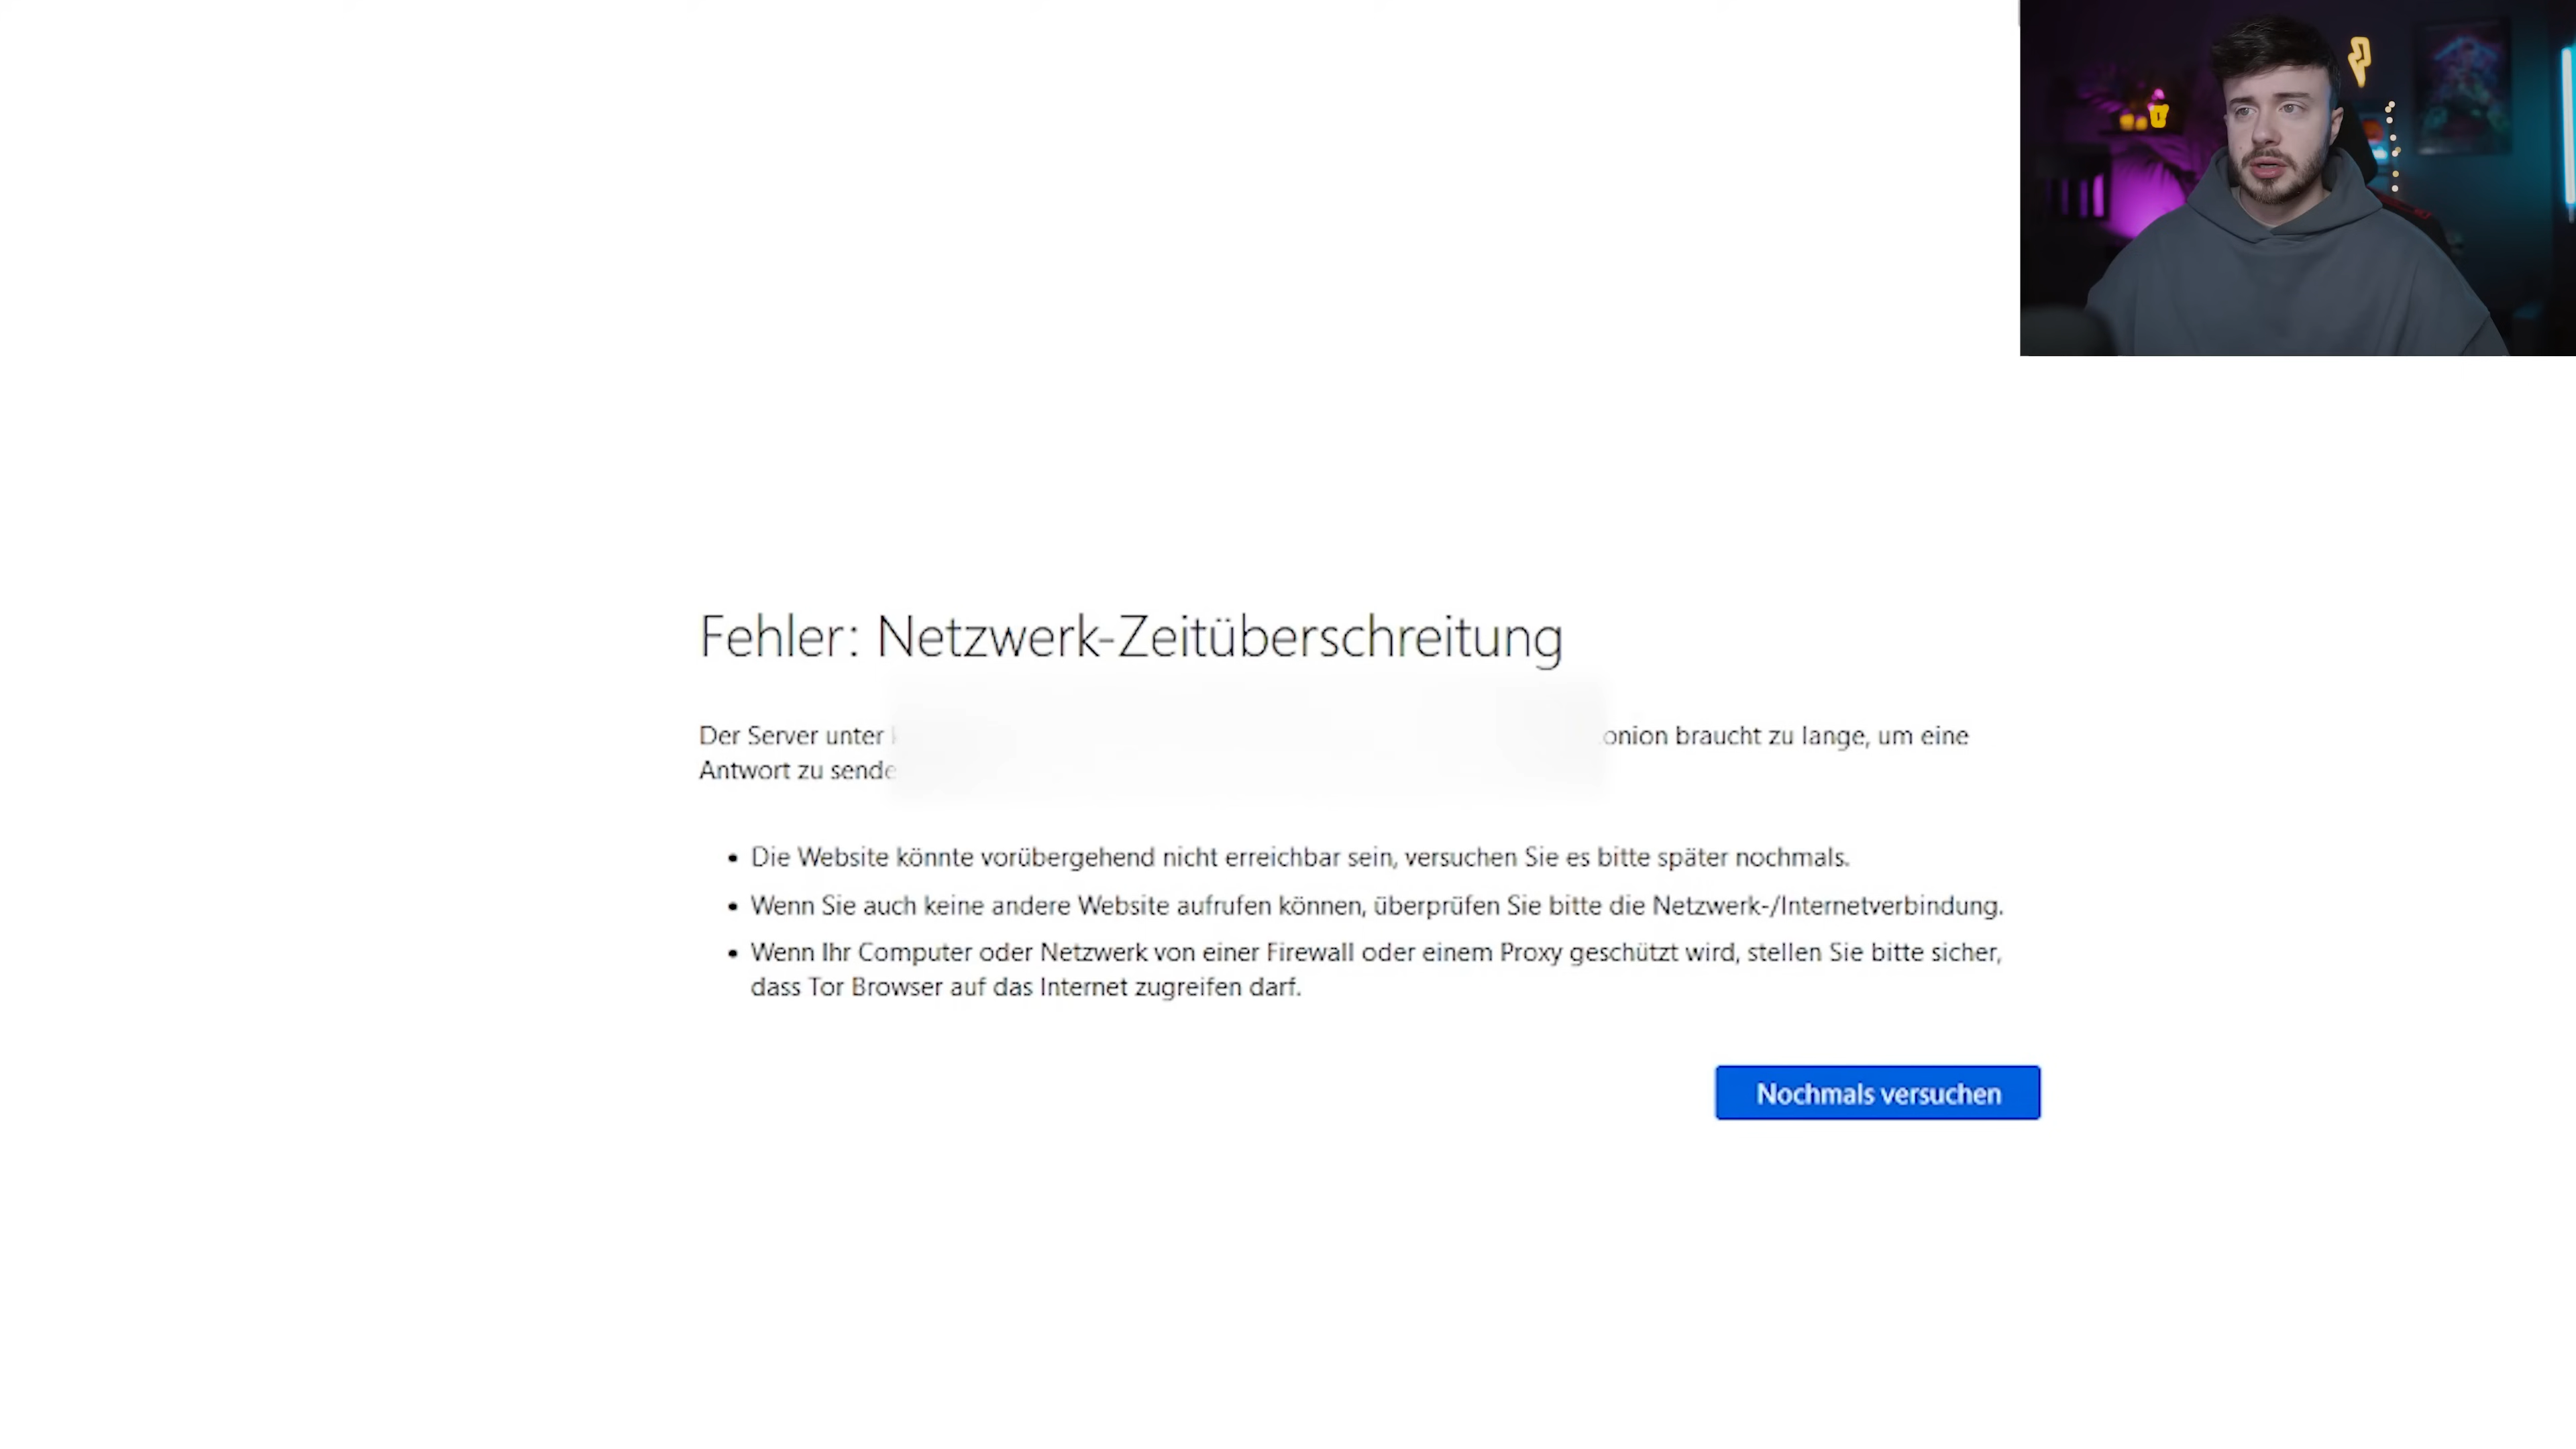 Fehler: Netzwerk-Zeitüberschreitung
Der Server unter onion braucht zu lange, um eine
Antwort zu sende
• Die Website könnte vorübergehend nicht erreichbar sein, versuchen Sie es bitte später nochmals.
• Wenn Sie auch keine andere Website aufrufen können, überprüfen Sie bitte die Netzwerk-/Internetverbindung.
• Wenn Ihr Computer oder Netzwerk von einer Firewall oder einem Proxy geschützt wird, stellen Sie bitte sicher,
dass Tor Browser auf das Internet zugreifen darf.
Nochmals versuchen